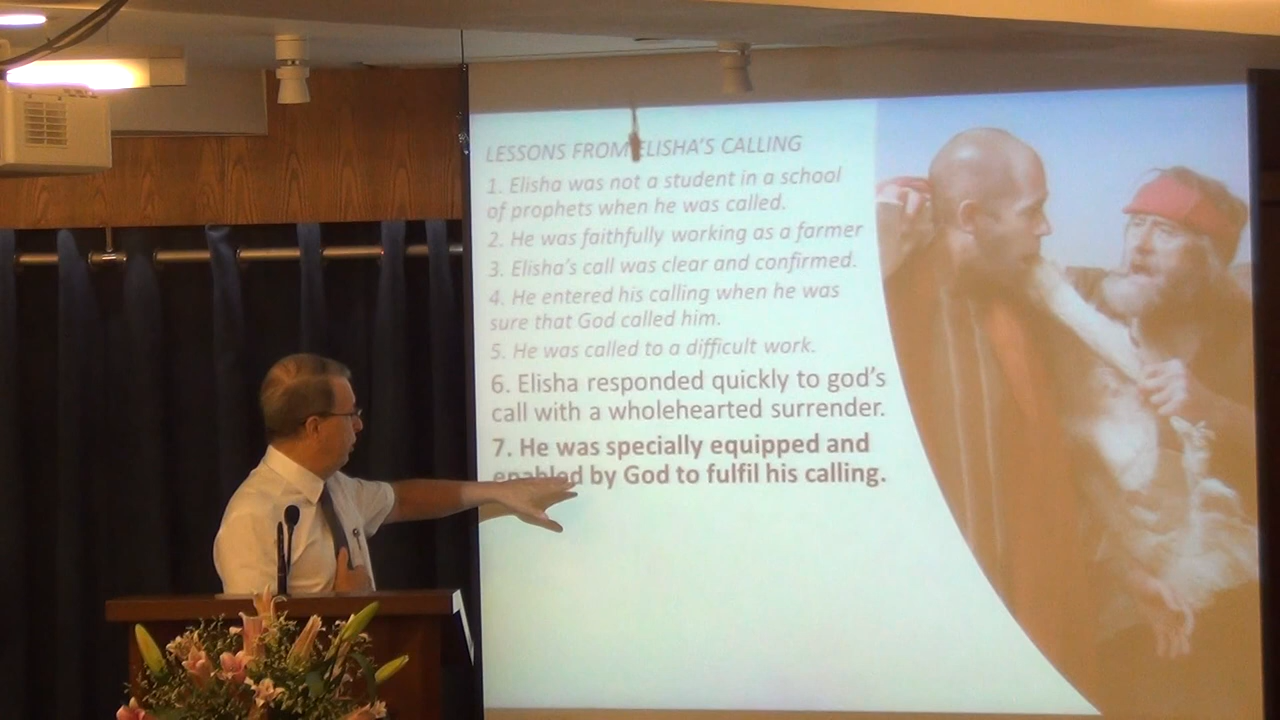 LESSONS FROM ELISHA'S CALLING
1. Elisha was not a student in a school
of prophets when he was called.
2. He was faithfully working as a farmer
3. Elisha's call was clear and confirmed.
4. He entered his calling when he was
sure that God called him.
5. He was called to a difficult work.
6. Elisha responded quickly to god's
call with a wholehearted surrender.
7. He was specially equipped and
enabled by God to fulfil his calling.